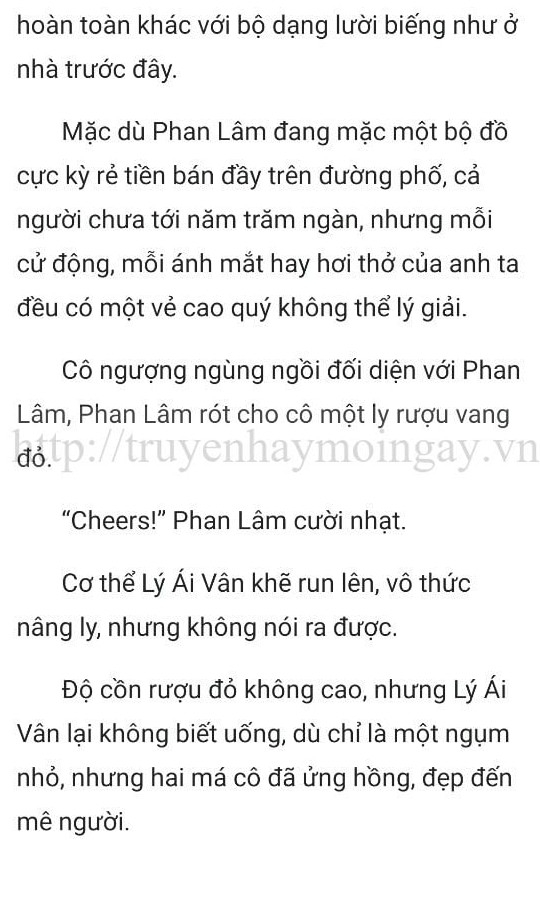 hoàn toàn khác với bộ dạng lười biếng như ở
nhà trước đây.
Mặc dù Phan Lâm đang mặc một bộ đồ
cực kỳ rẻ tiền bán đầy trên đường phố, cả
người chưa tới năm trăm ngàn, nhưng mỗi
cử động, mỗi ánh mắt hay hơi thở của anh ta
đều có một vẻ cao quý không thể lý giải.
Cô ngượng ngùng ngồi đối diện với Phan
Lâm, Phan Lâm rót cho cô một ly rượu vang
đỏ.
http://truyenhaymoingay.vn
“Cheers!” Phan Lâm cười nhạt.
Cơ thể Lý Ái Vân khẽ run lên, vô thức
nâng ly, nhưng không nói ra được.
Độ cồn rượu đỏ không cao, nhưng Lý Ái
Vân lại không biết uống, dù chỉ là một ngụm
nhỏ, nhưng hai má cô đã ửng hồng, đẹp đến
mê người.